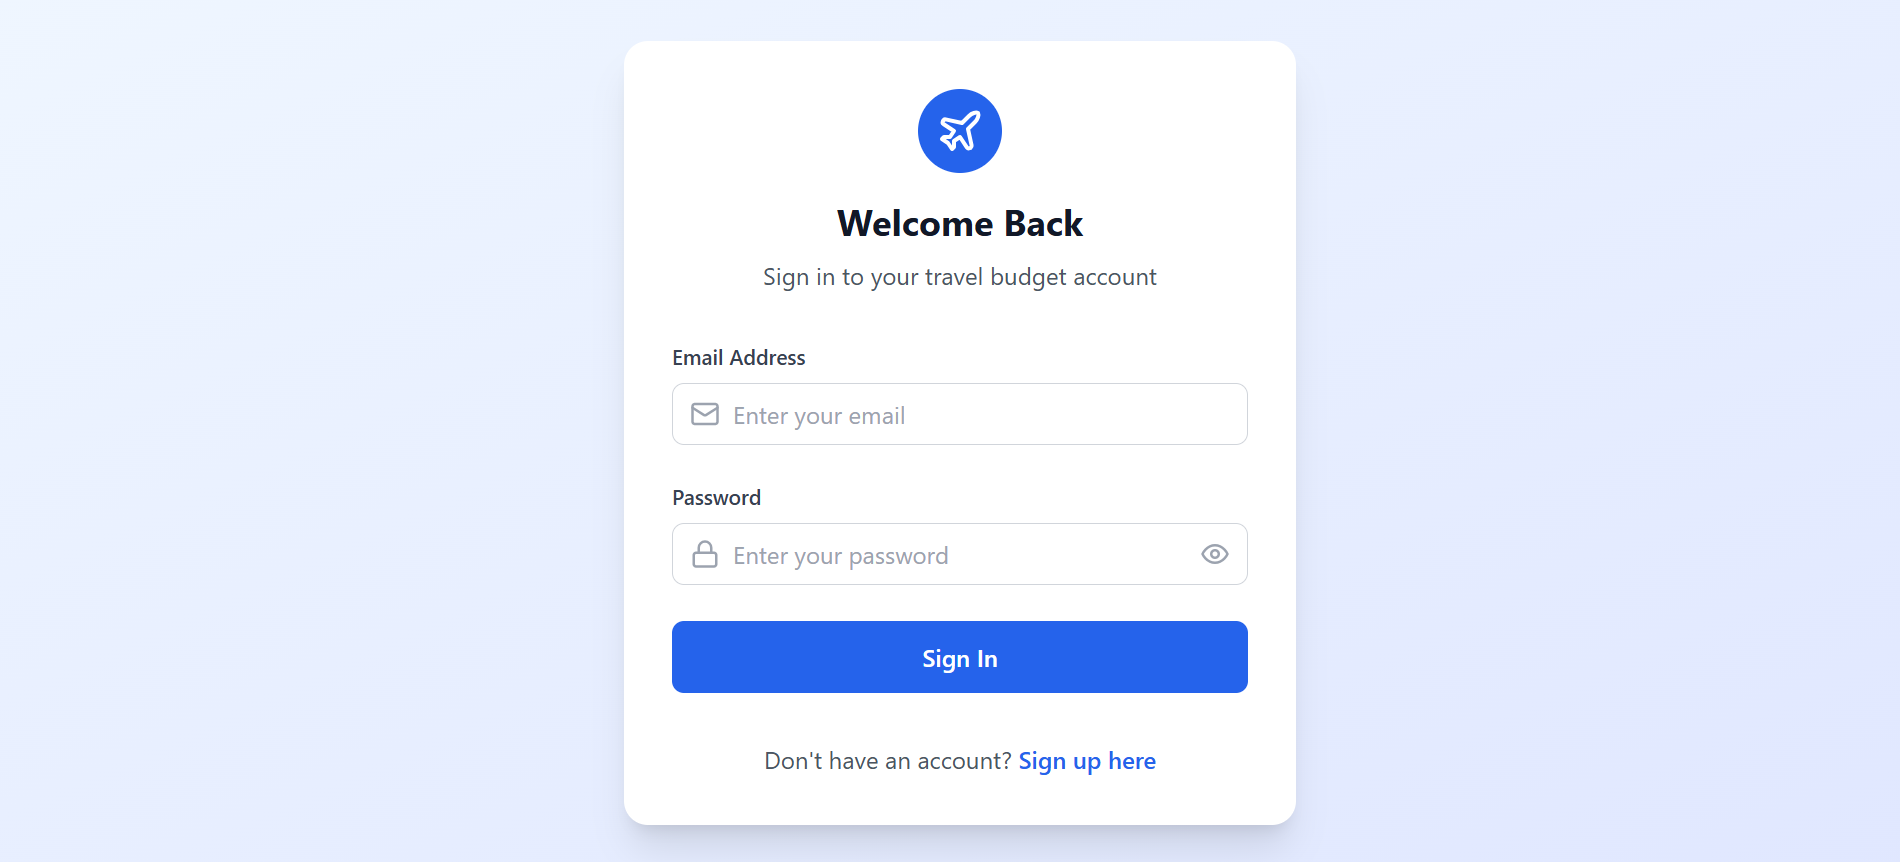 Welcome Back
Sign in to your travel budget account
Email Address
Enter your email
Password
Enter your password
Sign In
Don't have an account? Sign up here